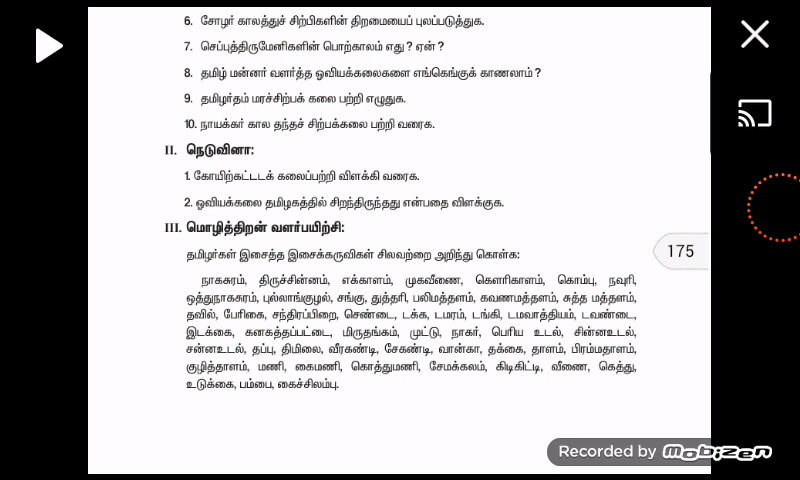 6. சோழர் காலத்துச் சிற்பிகளின் திறமையைப் புலப்படுத்துக.
7. செப்புத்திருமேனிகளின் பொற்காலம் எது ? ஏன் ?
8. தமிழ் மன்னர் வளர்த்த ஓவியக்கலைகளை எங்கெங்குக் காணலாம் ?
9. தமிழர்தம் மரச்சிற்பக் கலை பற்றி எழுதுக.
10. நாயக்கர் கால தந்தச் சிற்பக்கலை பற்றி வரைக.
II. நெடுவினா:
1. கோயிற்கட்டடக் கலைப்பற்றி விளக்கி வரைக.
2. ஓவியக்கலை தமிழகத்தில் சிறந்திருந்தது என்பதை விளக்குக.
III. மொழித்திறன் வளர்பயிற்சி:
தமிழர்கள் இசைத்த இசைக்கருவிகள் சிலவற்றை அறிந்து கொள்க:
175
நாகசுரம், திருச்சின்னம், எக்காளம், முகவீணை, கௌரிகாளம், கொம்பு, நவுரி,
ஒத்துநாகசுரம், புல்லாங்குழல், சங்கு, துத்தரி, பலிமத்தளம், கவணமத்தளம், சுத்த மத்தளம்,
தவில், பேரிகை, சந்திரப்பிறை, செண்டை, டக்க, டமரம், டங்கி, டமவாத்தியம், டவண்டை,
இடக்கை, கனகத்தப்பட்டை, மிருதங்கம், முட்டு, நாகர், பெரிய உடல், சின்னஉடல்,
சன்னஉடல், தப்பு, திமிலை, வீரகண்டி, சேகண்டி, வான்கா, தக்கை, தாளம், பிரம்மதாளம்,
குழித்தாளம், மணி, கைமணி, கொத்துமணி, சேமக்கலம், கிடிகிட்டி, வீணை, கெத்து,
உடுக்கை, பம்பை, கைச்சிலம்பு.
Recorded by mobizen